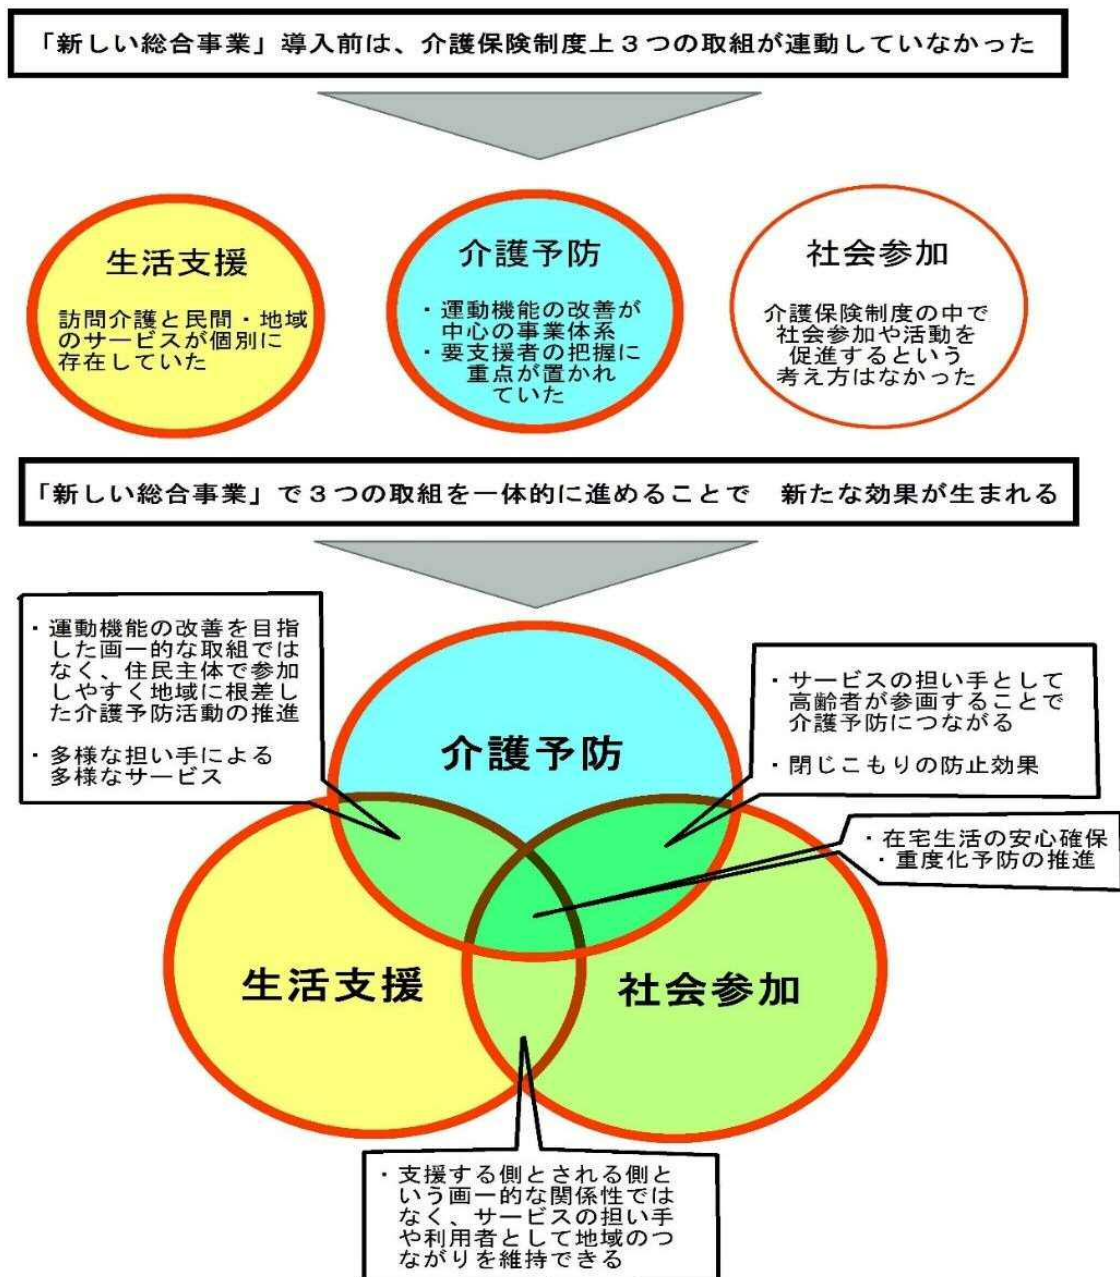 「新しい総合事業」導入前は、介護保険制度上３つの取組が連動していなかった
生活支援
訪問介護と民間・地域
のサービスが個別に
存在していた
介護予防
・運動機能の改善が
中心の事業体系
・要支援者の把握に
重点が置かれ
ていた
社会参加
介護保険制度の中で
社会参加や活動を
促進するという
考え方はなかった
「新しい総合事業」で３つの取組を一体的に進めることで　新たな効果が生まれる
・運動機能の改善を目指
した画一的な取組では
なく、住民主体で参加
しやすく地域に根差し
た介護予防活動の推進
・多様な担い手による
多様なサービス
・サービスの担い手として
高齢者が参画することで
介護予防につながる
・閉じこもりの防止効果
介護予防
・在宅生活の安心確保
・重度化予防の推進
生活支援
社会参加
・支援する側とされる側
という画一的な関係性では
なく、サービスの担い手
や利用者として地域のつ
ながりを維持できる